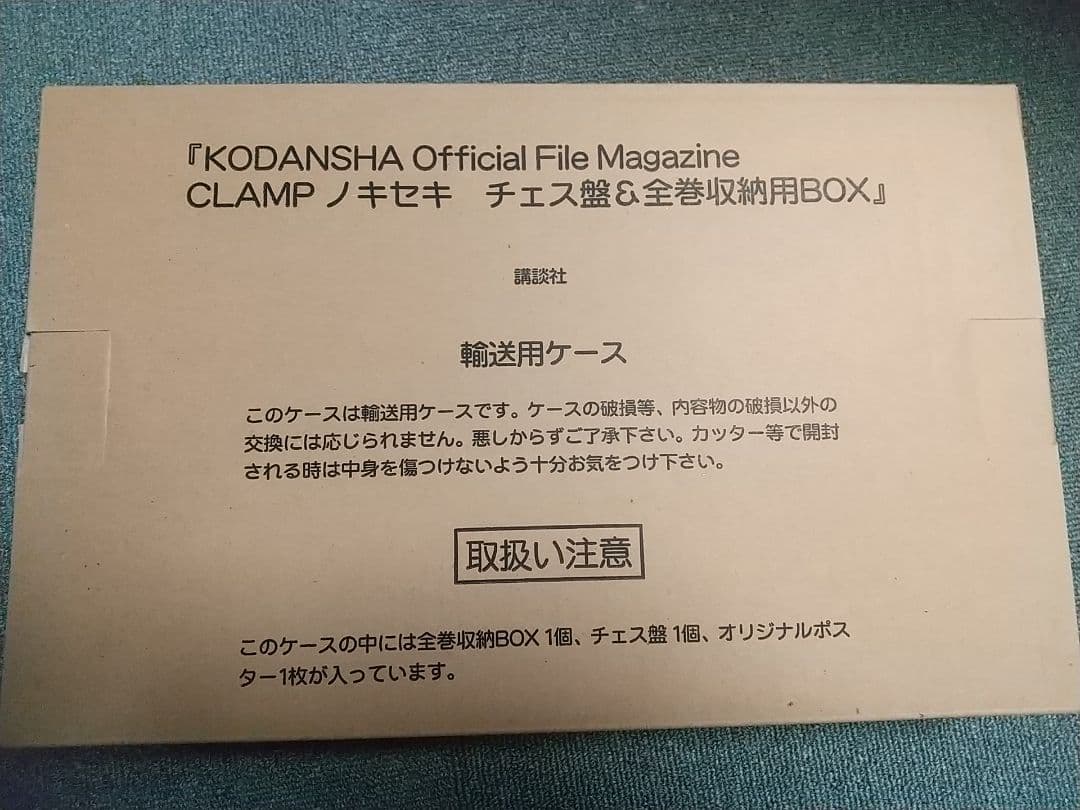 『KODANSHA Official File Magazine
CLAMP ノキセキ　チェス盤＆全巻収納用BOX』
講談社
輸送用ケース
このケースは輸送用ケースです。ケースの破損等、内容物の破損以外の
交換には応じられません。悪しからずご了承下さい。カッター等で開封
される時は中身を傷つけないよう十分お気をつけ下さい。
取扱い注意
このケースの中には全巻収納BOX 1個、チェス盤 1個、オリジナルポス
ター1枚が入っています。